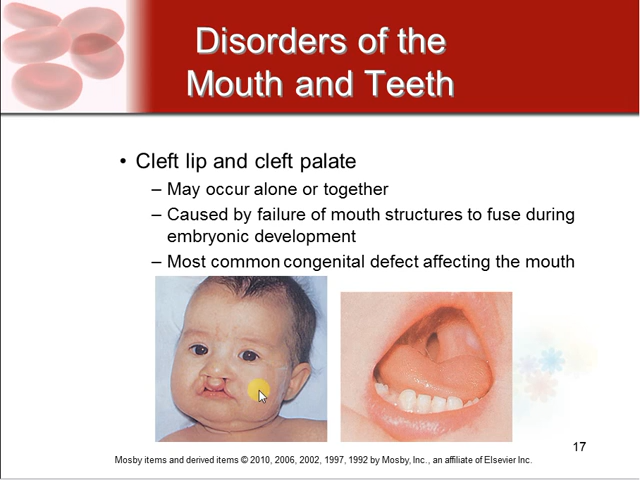 Disorders of the
Mouth and Teeth
• Cleft lip and cleft palate
– May occur alone or together
– Caused by failure of mouth structures to fuse during
embryonic development
– Most common congenital defect affecting the mouth
17
Mosby items and derived items © 2010, 2006, 2002, 1997, 1992 by Mosby, Inc., an affiliate of Elsevier Inc.